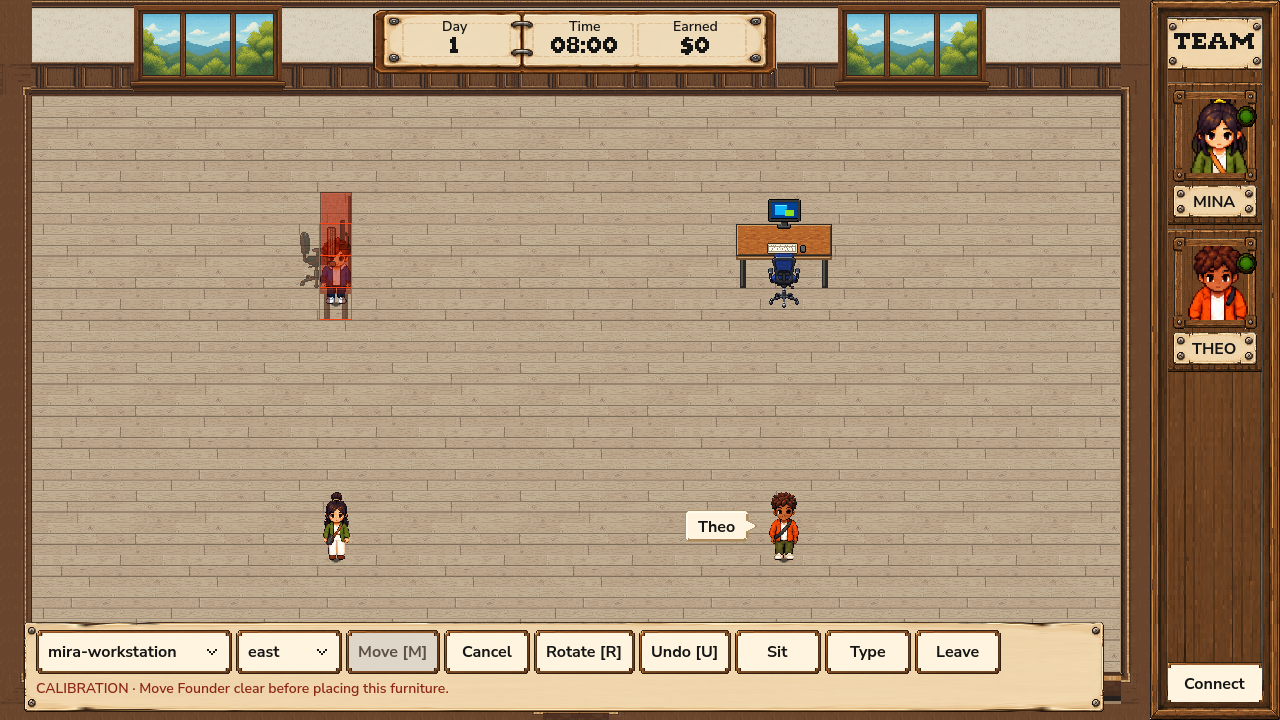 Day
1
Time
08:00
Earned
$0
TEAM
MINA
THEO
Theo
mira-workstation
east
Move [M]
Cancel
Rotate [R]
Undo [U]
Sit
Type
Leave
CALIBRATION · Move Founder clear before placing this furniture.
Connect